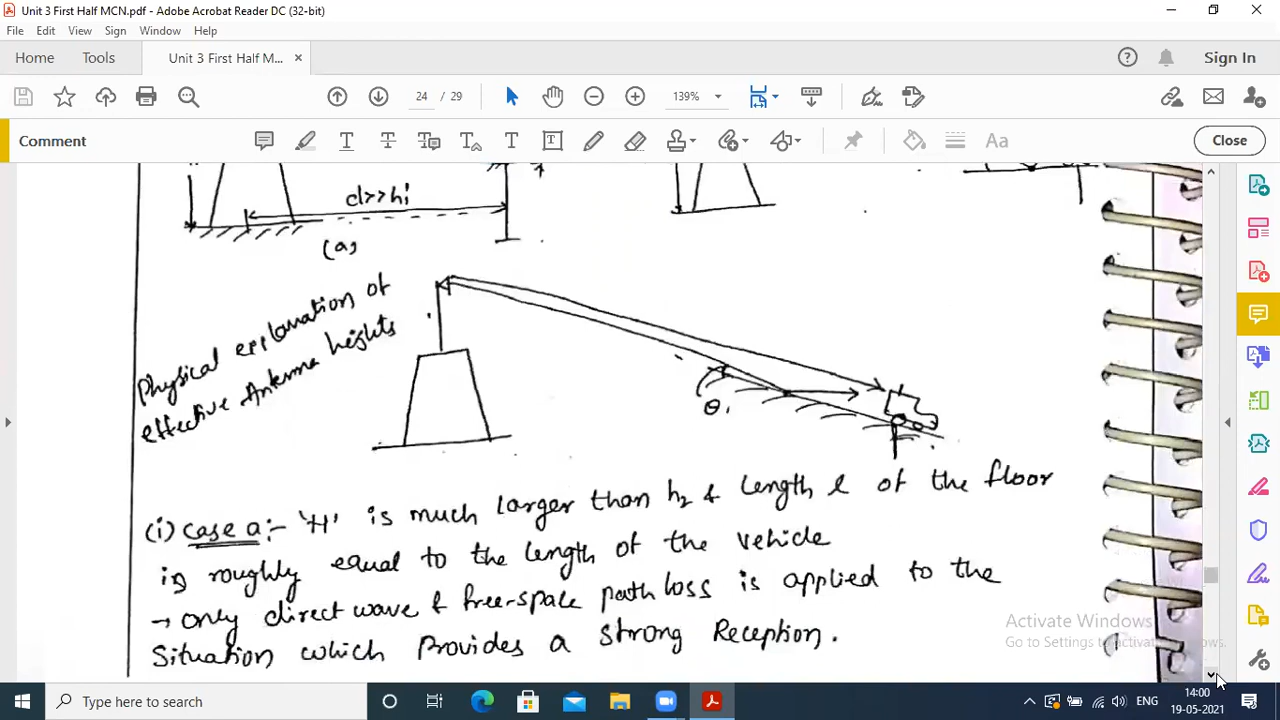 Unit 3 First Half MCN.pdf - Adobe Acrobat Reader DC (32-bit)
File Edit View Sign Window Help
Home Tools Unit 3 First Half M... × Sign In
24 / 29 139%
Comment Close
d>>hi
(a)
Physical explanation of
effective Antenna heights
θ1
(i) Case a:- 'H' is much larger than h2 & length l of the floor
is roughly equal to the length of the vehicle
→ only direct wave & free-space path loss is applied to the
Situation which provides a strong Reception.
Activate Windows
Go to Settings to activate Windows.
Type here to search
ENG
14:00
19-05-2021